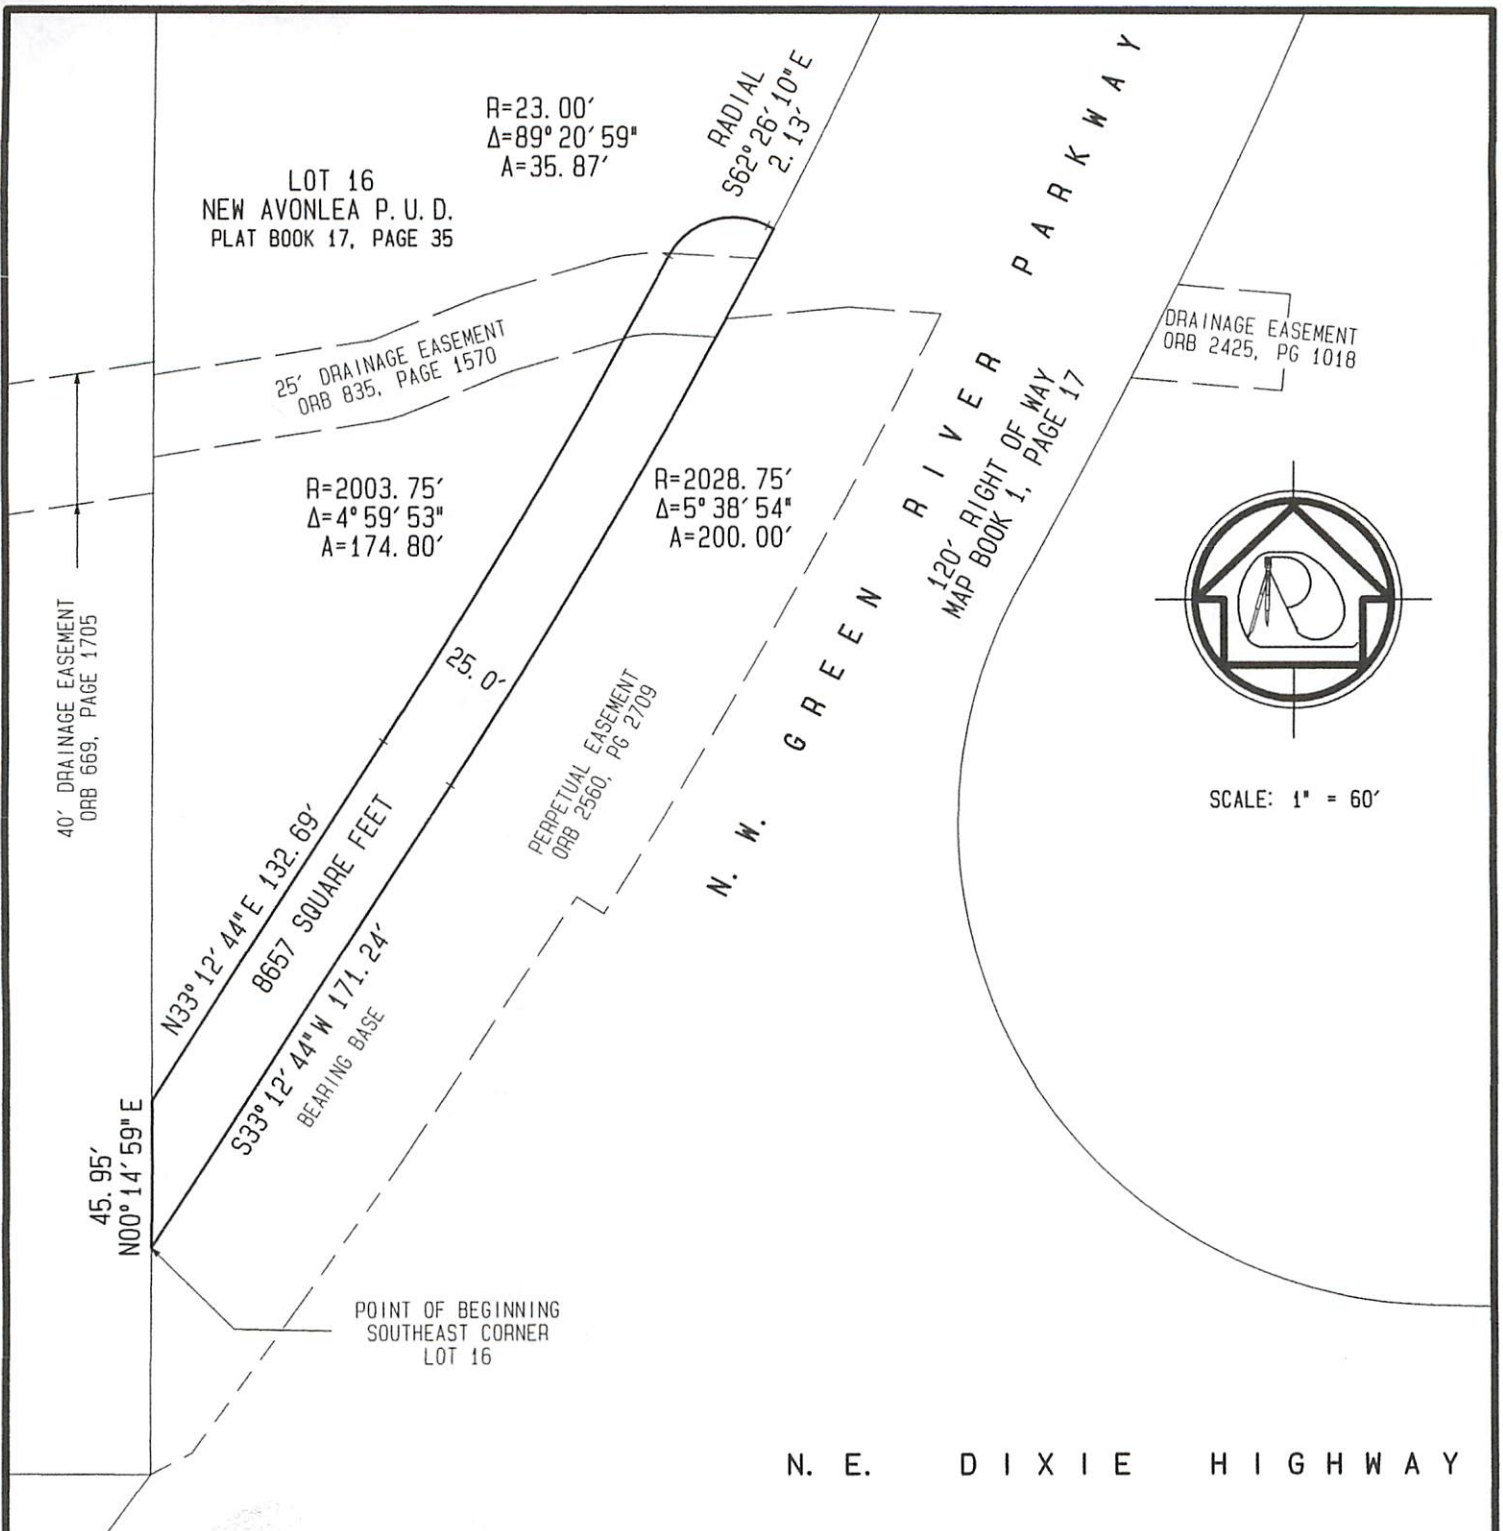 R=23.00′
Δ=89°20′59"
A=35.87′
RADIAL
S62°26′10"E
2.13′
LOT 16
NEW AVONLEA P.U.D.
PLAT BOOK 17, PAGE 35
N.W. GREEN RIVER PARKWAY
120′ RIGHT OF WAY
MAP BOOK 1, PAGE 17
DRAINAGE EASEMENT
ORB 2425, PG 1018
25′ DRAINAGE EASEMENT
ORB 835, PAGE 1570
R=2003.75′
Δ=4°59′53"
A=174.80′
R=2028.75′
Δ=5°38′54"
A=200.00′
40′ DRAINAGE EASEMENT
ORB 669, PAGE 1705
25.0′
PERPETUAL EASEMENT
ORB 2560, PG 2709
SCALE: 1" = 60′
N33°12′44"E 132.69′
8657 SQUARE FEET
S33°12′44"W 171.24′
BEARING BASE
45.95′
N00°14′59"E
POINT OF BEGINNING
SOUTHEAST CORNER
LOT 16
N.E. DIXIE HIGHWAY